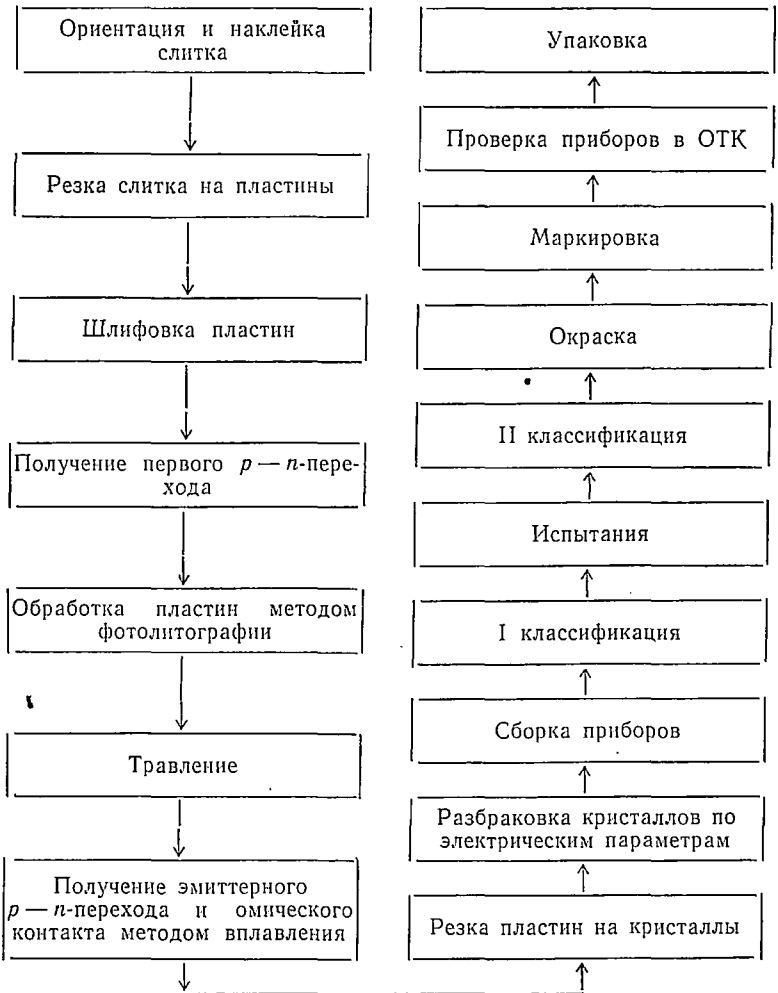 Ориентация и наклейка
слитка
Резка слитка на пластины
Шлифовка пластин
Получение первого p — n-пере-
хода
Обработка пластин методом
фотолитографии
Травление
Получение эмиттерного
p — n-перехода и омического
контакта методом вплавления
Упаковка
Проверка приборов в ОТК
Маркировка
Окраска
II классификация
Испытания
I классификация
Сборка приборов
Разбраковка кристаллов по
электрическим параметрам
Резка пластин на кристаллы